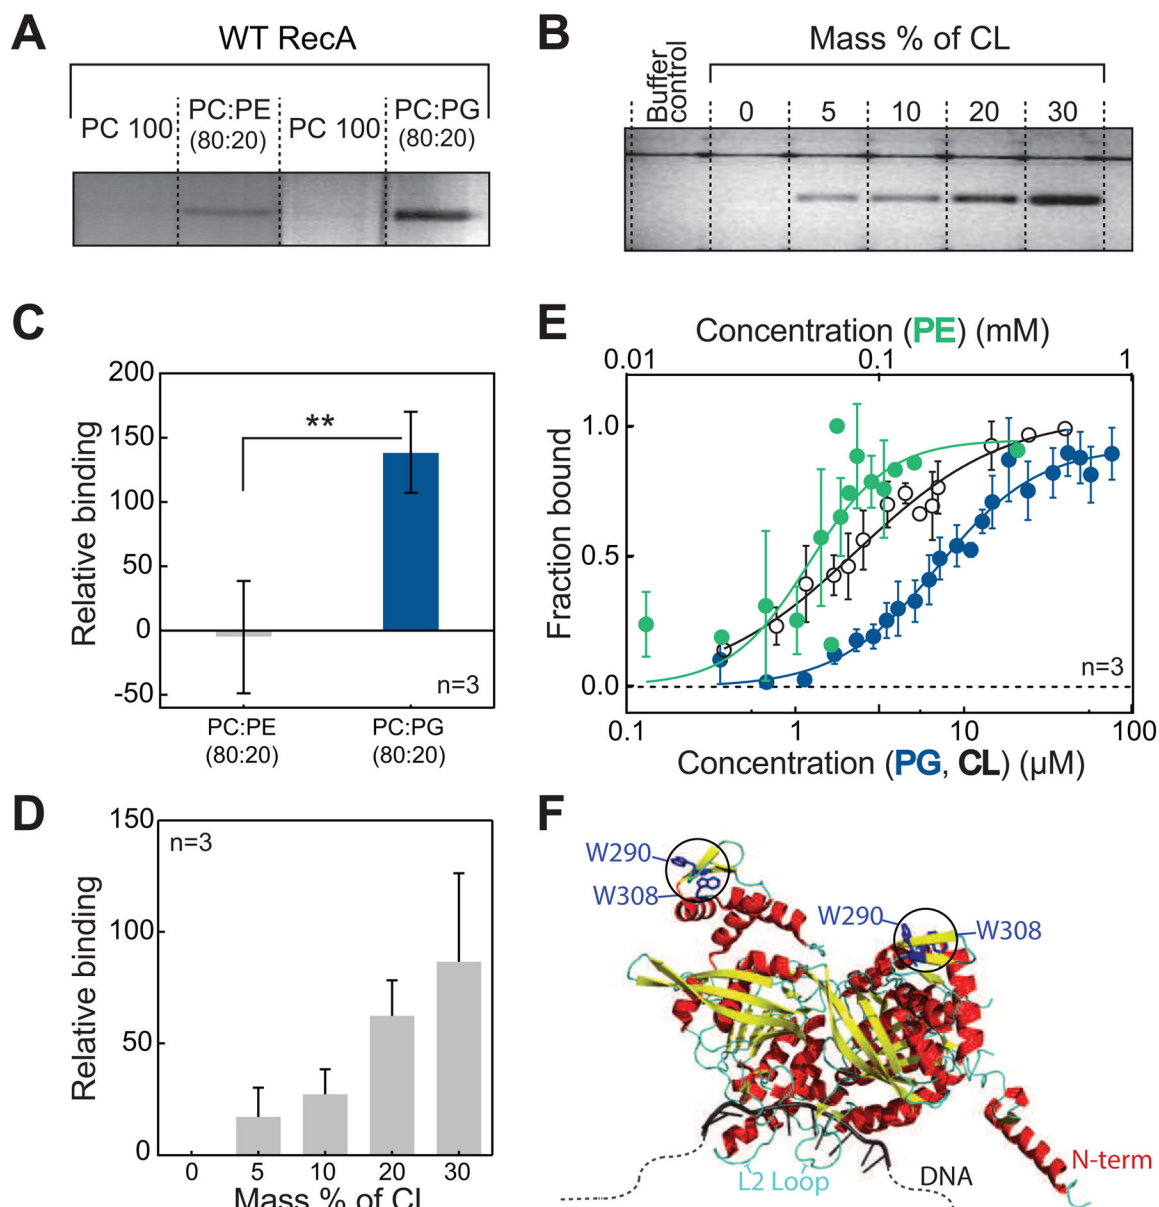 A
WT RecA
PC 100
PC:PE
(80:20)
PC 100
PC:PG
(80:20)
B
Buffer
control
Mass % of CL
0 5 10 20 30
C
Relative binding
200
150
100
50
0
-50
**
n=3
PC:PE
(80:20)
PC:PG
(80:20)
D
Relative binding
150
100
50
0
n=3
0 5 10 20 30
Mass % of CL
E
Concentration (PE) (mM)
0.01 0.1 1
Fraction bound
1.0
0.5
0.0
n=3
0.1 1 10 100
Concentration (PG, CL) (µM)
F
W290
W308
W290
W308
L2 Loop
DNA
N-term